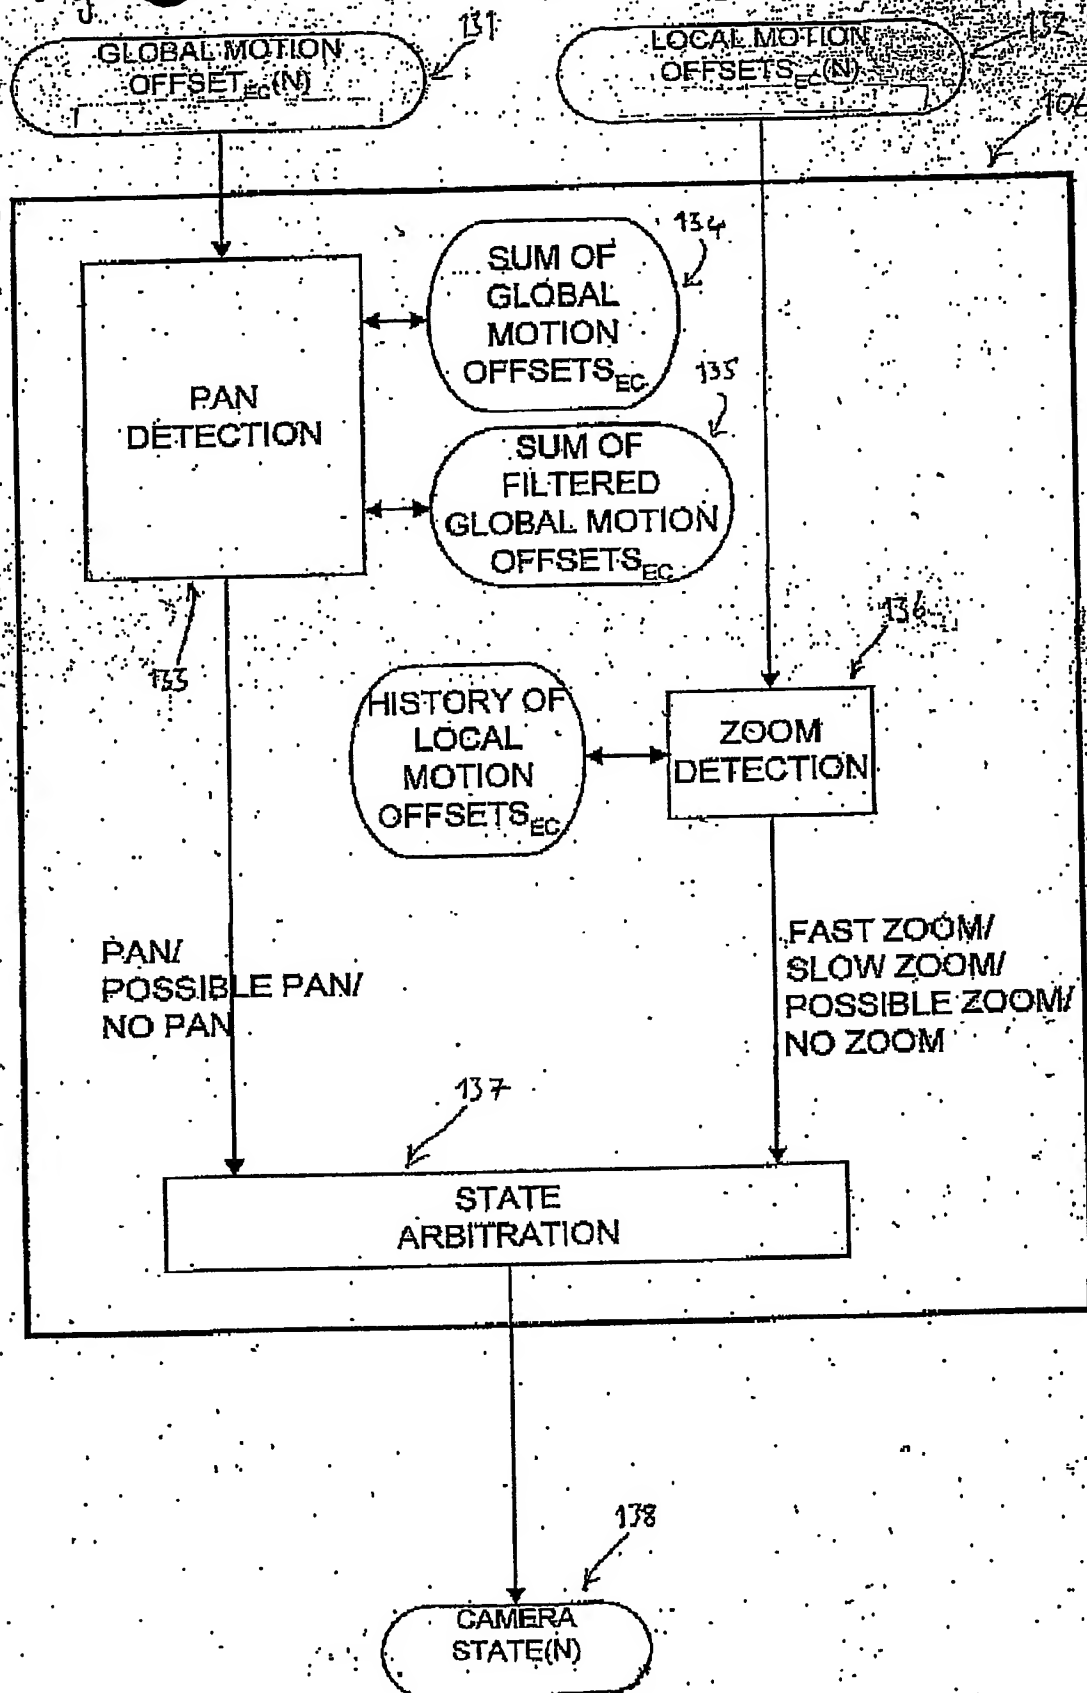 131
GLOBAL MOTION
OFFSET_EC(N)
132
LOCAL MOTION
OFFSETS_EC(N)
106
134
SUM OF
GLOBAL
MOTION
OFFSETS_EC
PAN
DETECTION
135
SUM OF
FILTERED
GLOBAL MOTION
OFFSETS_EC
133
136
HISTORY OF
LOCAL
MOTION
OFFSETS_EC
ZOOM
DETECTION
PAN/
POSSIBLE PAN/
NO PAN
FAST ZOOM/
SLOW ZOOM/
POSSIBLE ZOOM/
NO ZOOM
137
STATE
ARBITRATION
138
CAMERA
STATE(N)